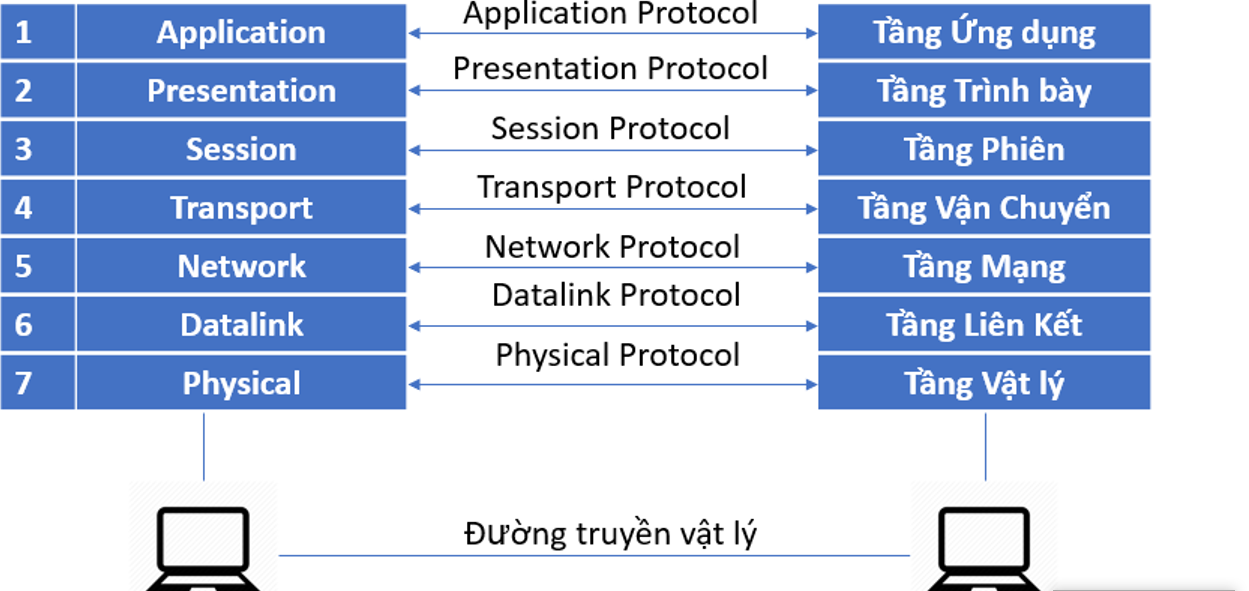 Application Protocol
1 Application Tầng Ứng dụng
Presentation Protocol
2 Presentation Tầng Trình bày
Session Protocol
3 Session Tầng Phiên
Transport Protocol
4 Transport Tầng Vận Chuyển
Network Protocol
5 Network Tầng Mạng
Datalink Protocol
6 Datalink Tầng Liên Kết
Physical Protocol
7 Physical Tầng Vật lý
Đường truyền vật lý